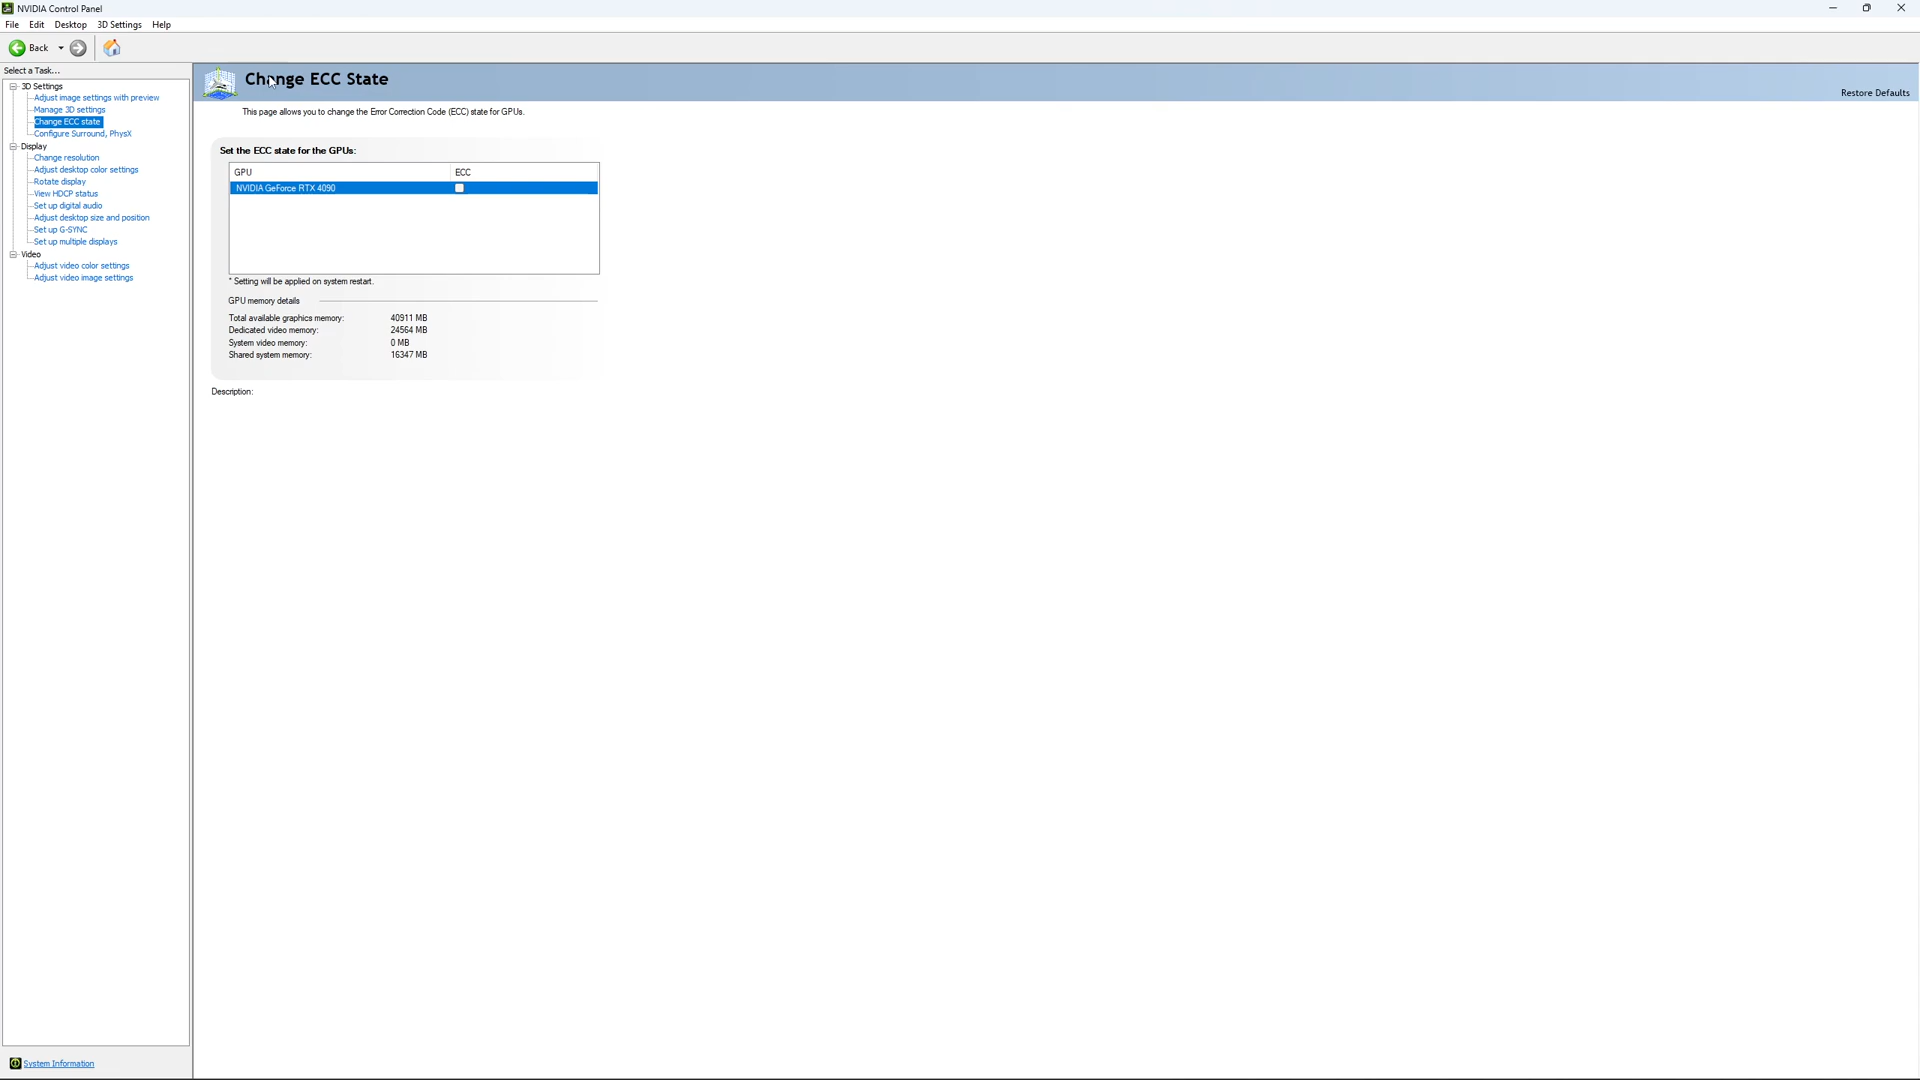 NVIDIA Control Panel
File Edit Desktop 3D Settings Help
Back
Select a Task...
3D Settings
Adjust image settings with preview
Manage 3D settings
Change ECC state
Configure Surround, PhysX
Display
Change resolution
Adjust desktop color settings
Rotate display
View HDCP status
Set up digital audio
Adjust desktop size and position
Set up G-SYNC
Set up multiple displays
Video
Adjust video color settings
Adjust video image settings
System Information
Change ECC State
Restore Defaults
This page allows you to change the Error Correction Code (ECC) state for GPUs.
Set the ECC state for the GPUs:
GPU ECC
NVIDIA GeForce RTX 4090
* Setting will be applied on system restart.
GPU memory details
Total available graphics memory: 40911 MB
Dedicated video memory: 24564 MB
System video memory: 0 MB
Shared system memory: 16347 MB
Description: